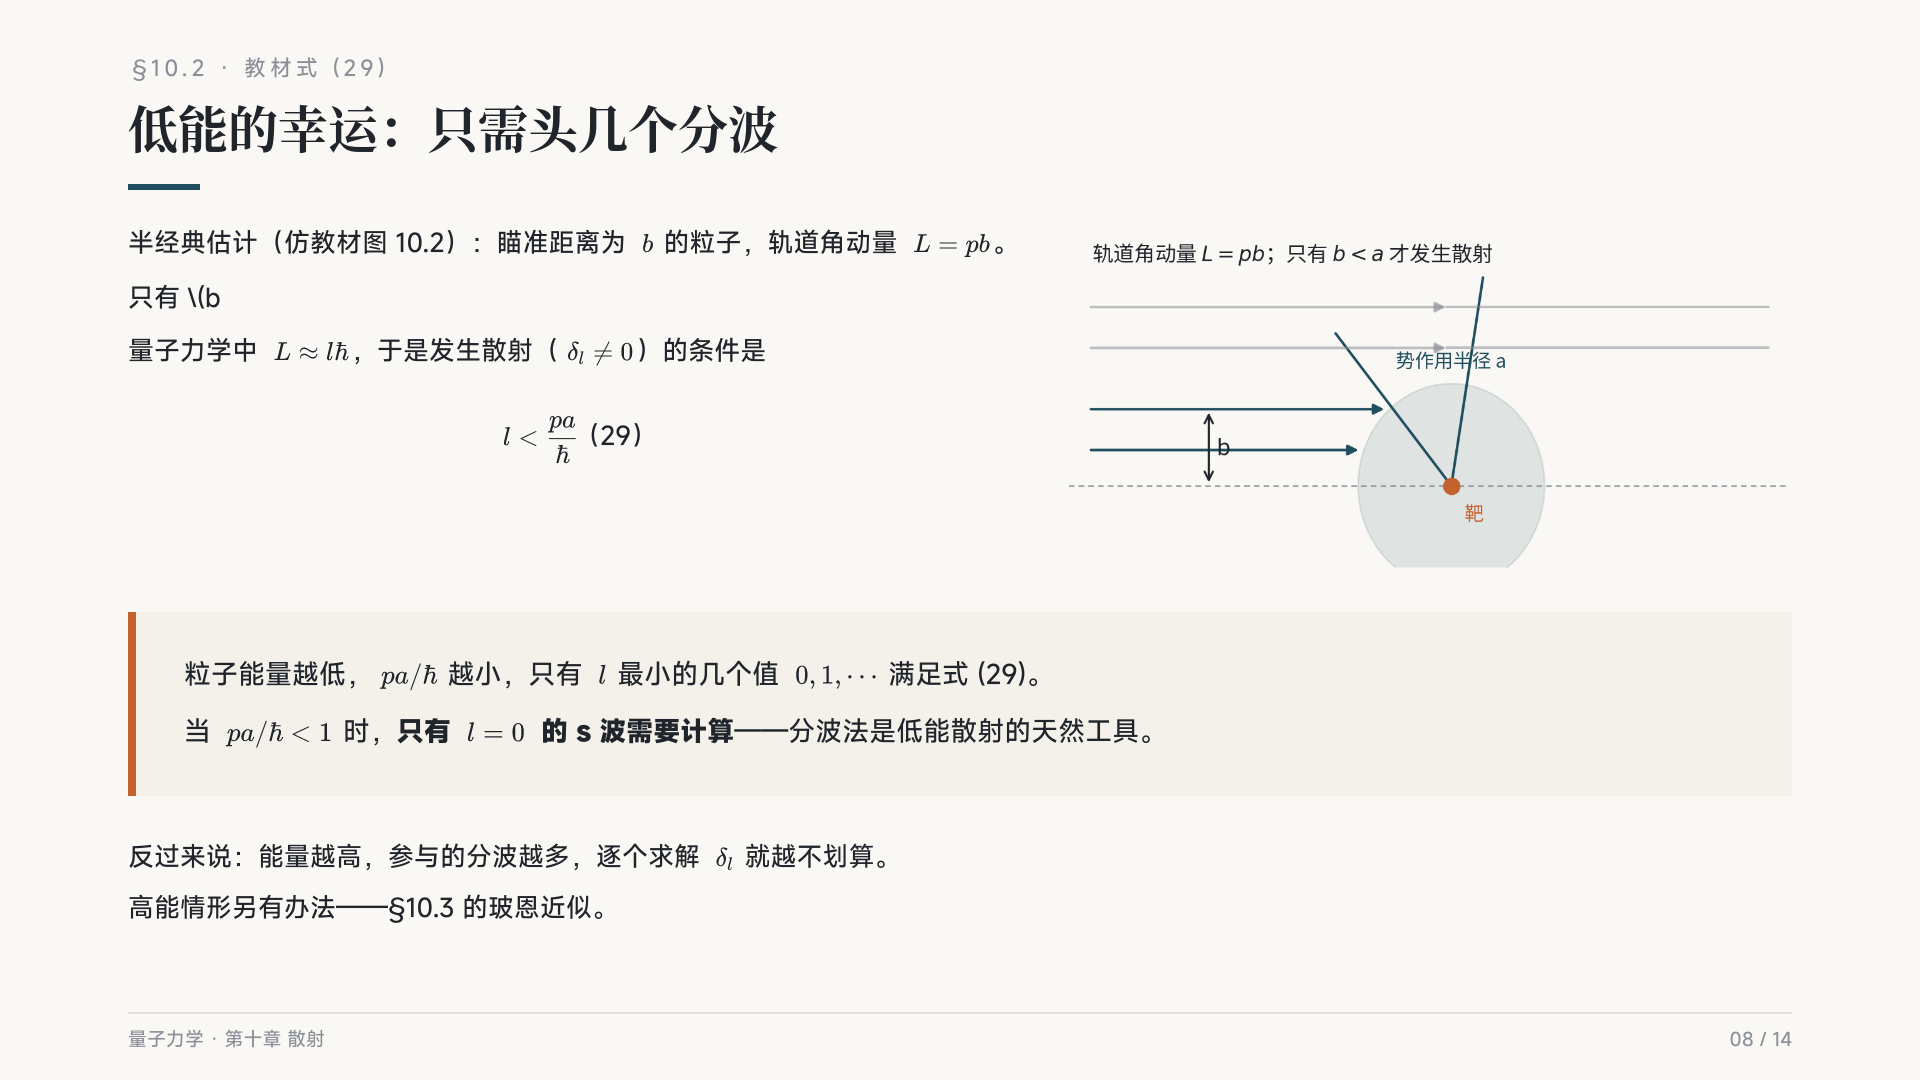 §10.2 · 教材式 (29)
低能的幸运：只需头几个分波
半经典估计（仿教材图 10.2）：瞄准距离为 b 的粒子，轨道角动量 L = pb。
只有 \(b
量子力学中 L ≈ lħ，于是发生散射（δ_l ≠ 0）的条件是
l < pa/ħ (29)
轨道角动量 L = pb；只有 b < a 才发生散射
势作用半径 a
b
靶
粒子能量越低，pa/ħ 越小，只有 l 最小的几个值 0, 1, ⋯ 满足式 (29)。
当 pa/ħ < 1 时，只有 l = 0 的 s 波需要计算——分波法是低能散射的天然工具。
反过来说：能量越高，参与的分波越多，逐个求解 δ_l 就越不划算。
高能情形另有办法——§10.3 的玻恩近似。
量子力学 · 第十章 散射
08 / 14